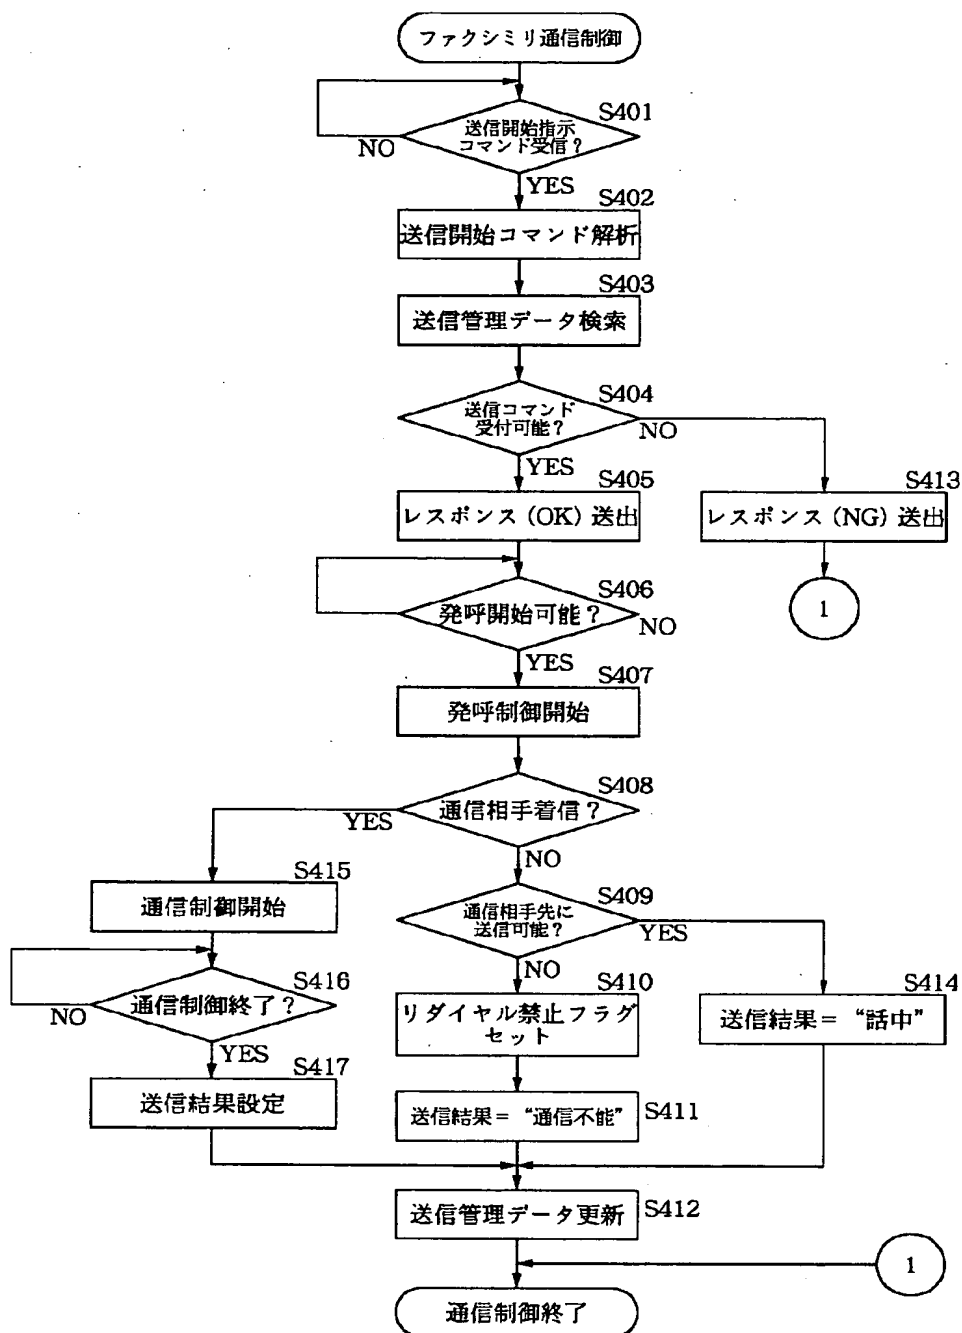 ファクシミリ通信制御
S401
送信開始指示
コマンド受信？
NO
YES
S402
送信開始コマンド解析
S403
送信管理データ検索
S404
送信コマンド
受付可能？
NO
YES
S405
レスポンス（OK）送出
S413
レスポンス（NG）送出
S406
発呼開始可能？
NO
1
YES
S407
発呼制御開始
S408
通信相手着信？
YES
NO
S415
通信制御開始
S409
通信相手先に
送信可能？
YES
NO
S416
通信制御終了？
NO
YES
S410
リダイヤル禁止フラグ
セット
S414
送信結果＝“話中”
S417
送信結果設定
送信結果＝“通信不能”
S411
送信管理データ更新
S412
1
通信制御終了